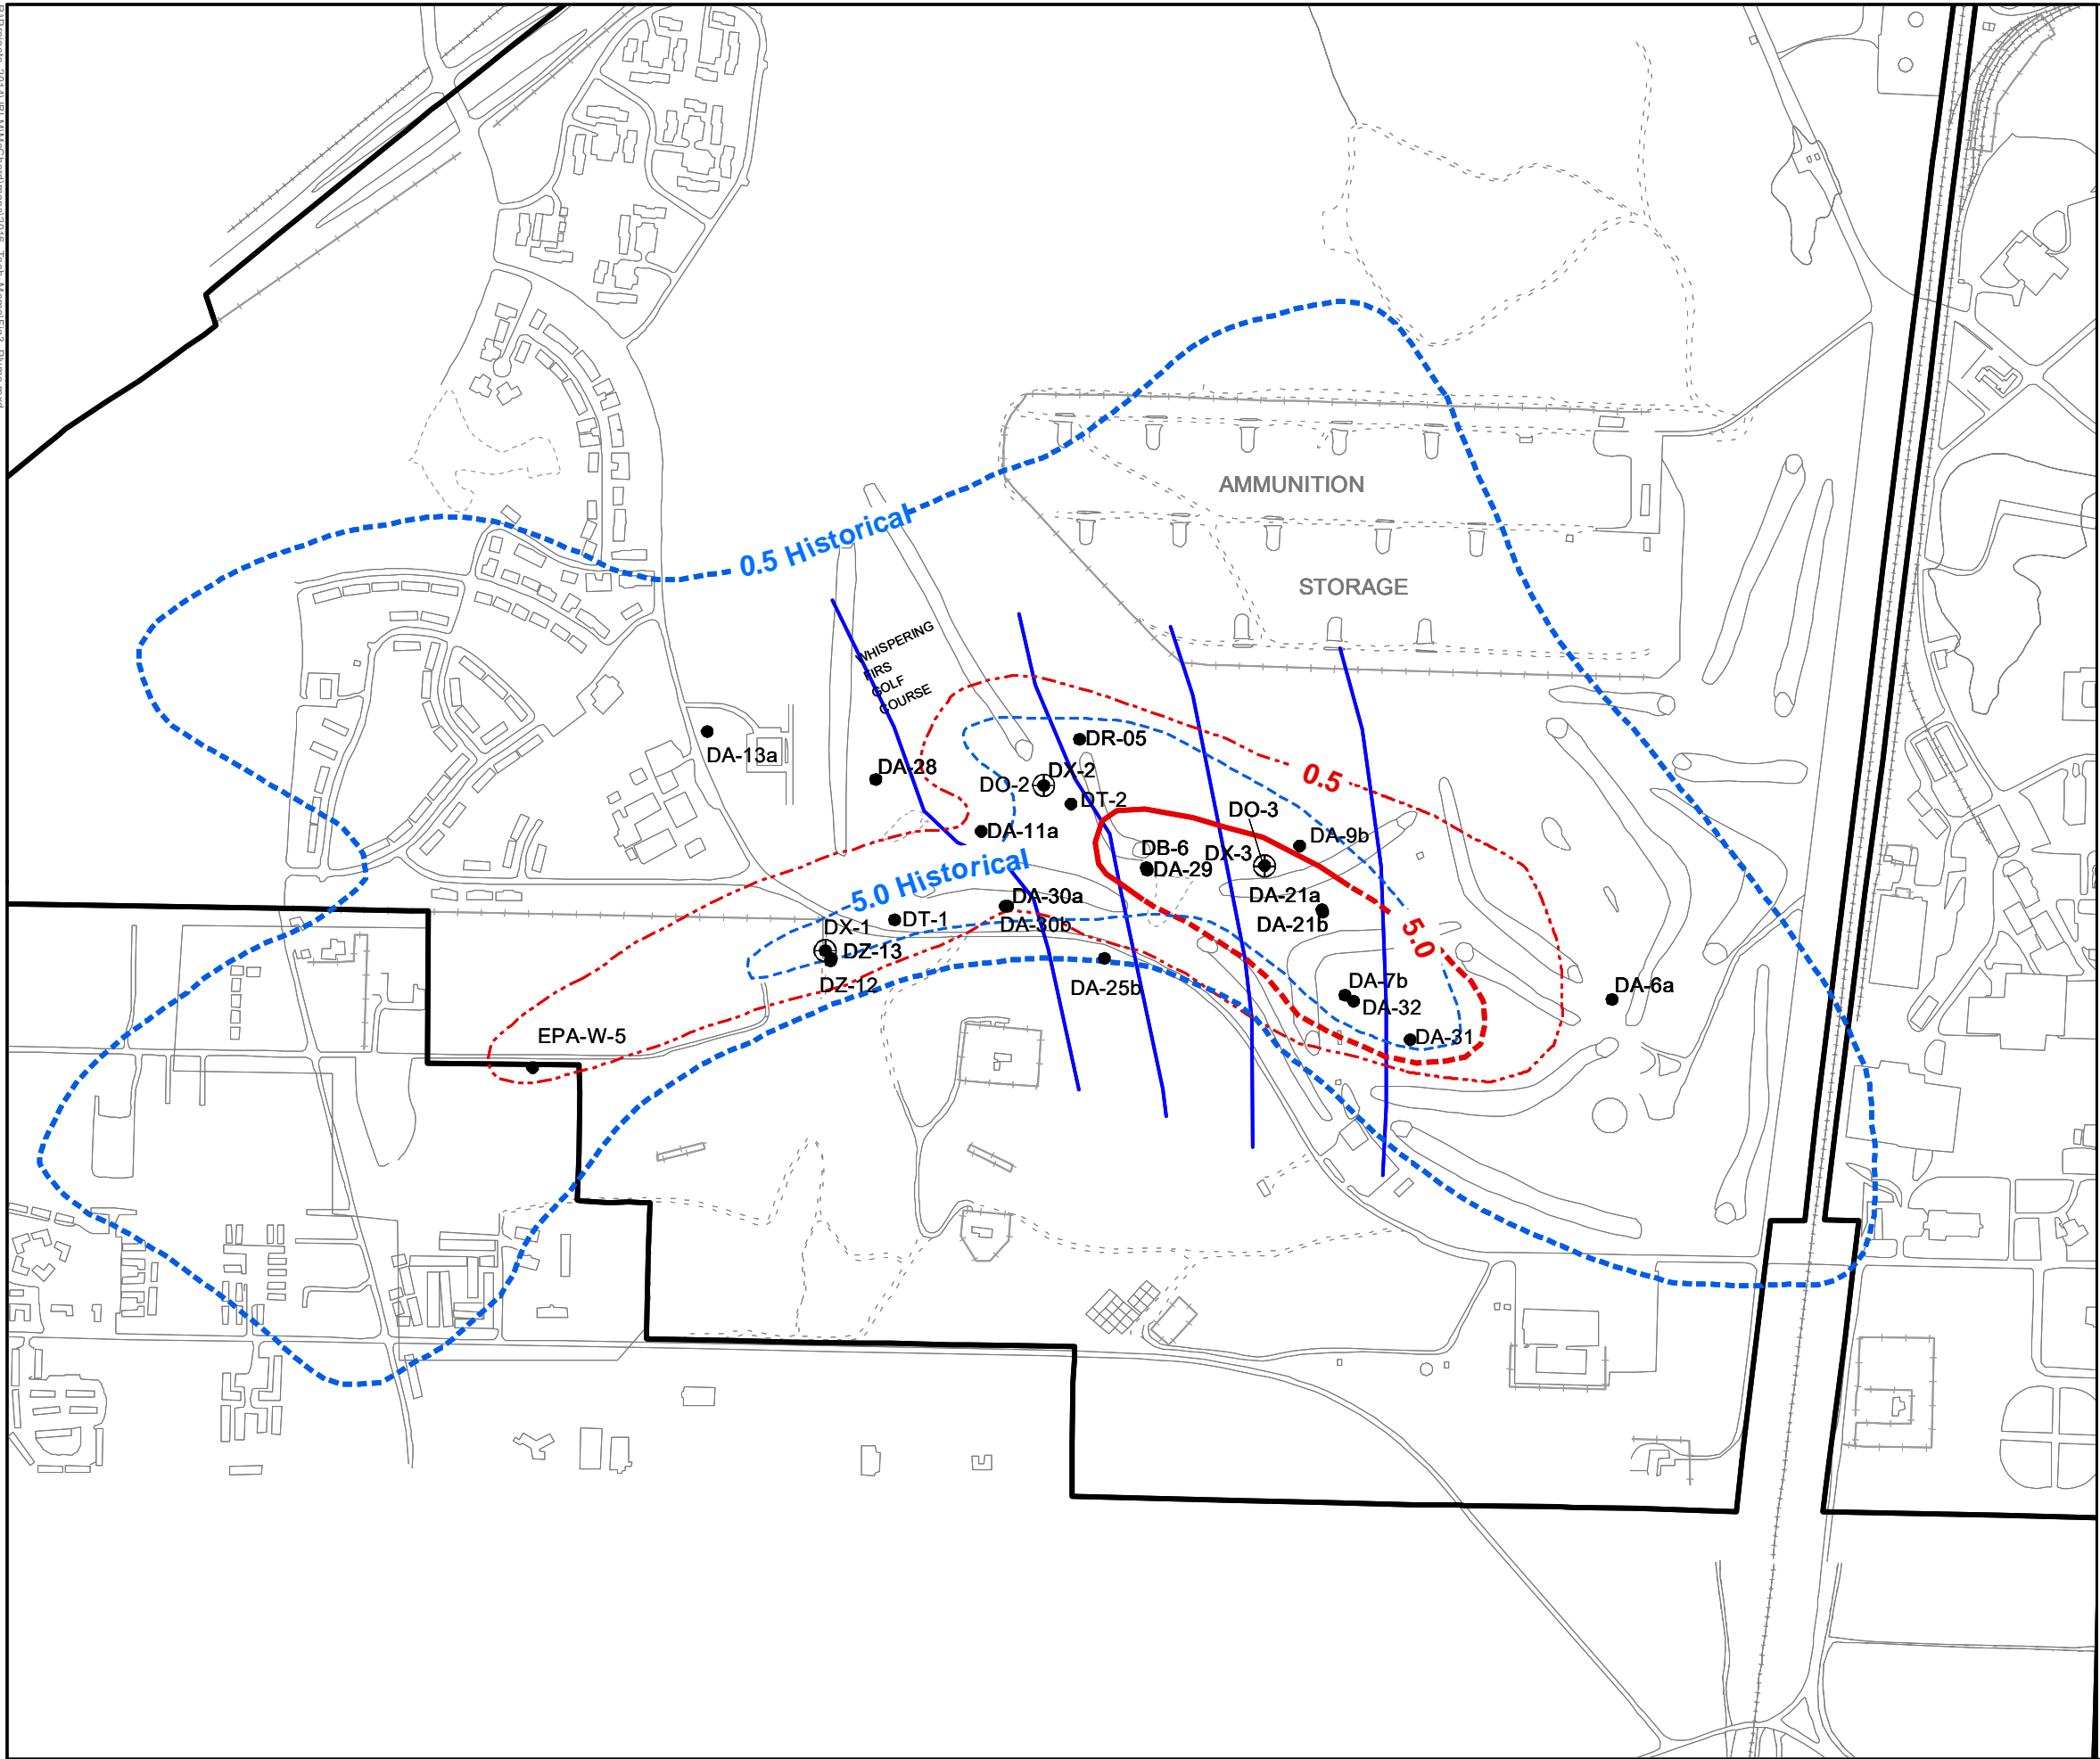 AMMUNITION
0.5 Historical
STORAGE
WHISPERING
FIRS
GOLF
COURSE
DR-05
DA-13a
DA-28
DX-2
DO-2
0.5
DT-2
DO-3
DA-11a
DA-9b
DB-6
DX-3
DA-29
5.0 Historical
DA-30a
DA-21a
DT-1
DA-30b
DA-21b
DX-1
5.0
DZ-13
DZ-12
DA-25b
DA-7b
DA-6a
DA-32
EPA-W-5
DA-31